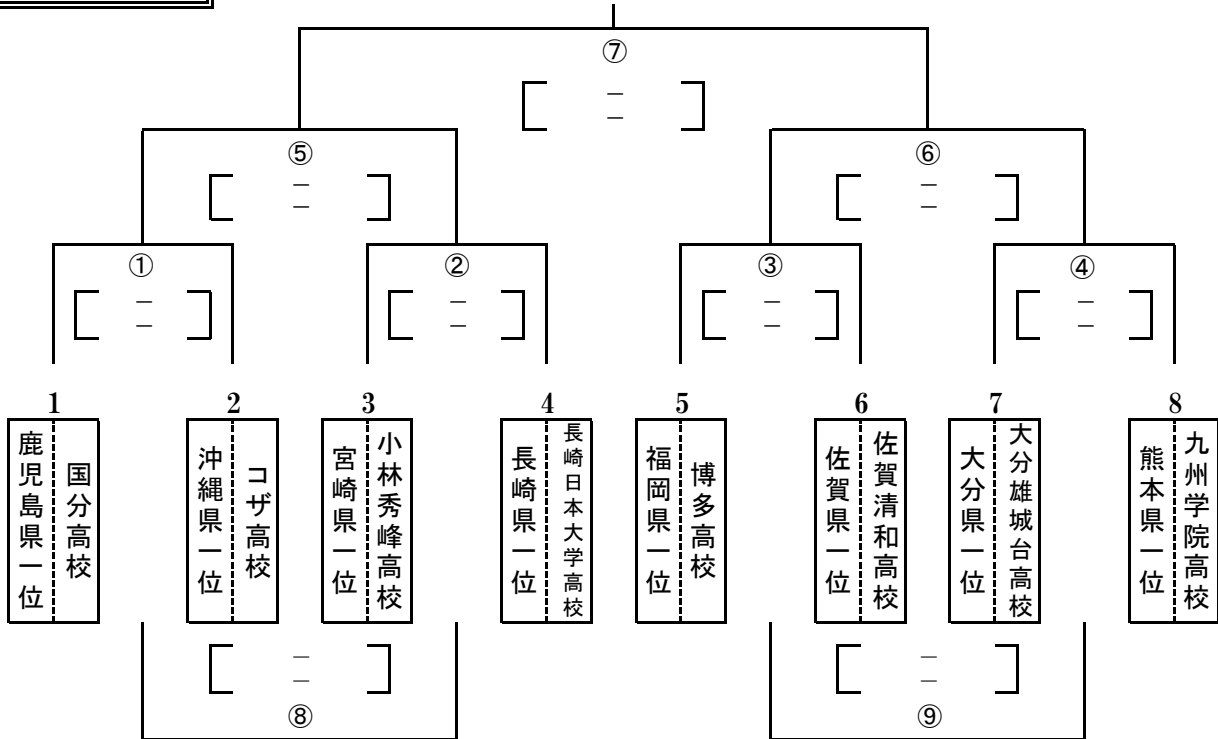 ⑦
－
－
⑤
－
－
⑥
－
－
①
－
－
②
－
－
③
－
－
④
－
－
1
鹿児島県一位
国分高校
2
沖縄県一位
コザ高校
3
宮崎県一位
小林秀峰高校
4
長崎県一位
長崎日本大学高校
5
福岡県一位
博多高校
6
佐賀県一位
佐賀清和高校
7
大分県一位
大分雄城台高校
8
熊本県一位
九州学院高校
－
－
⑧
－
－
⑨